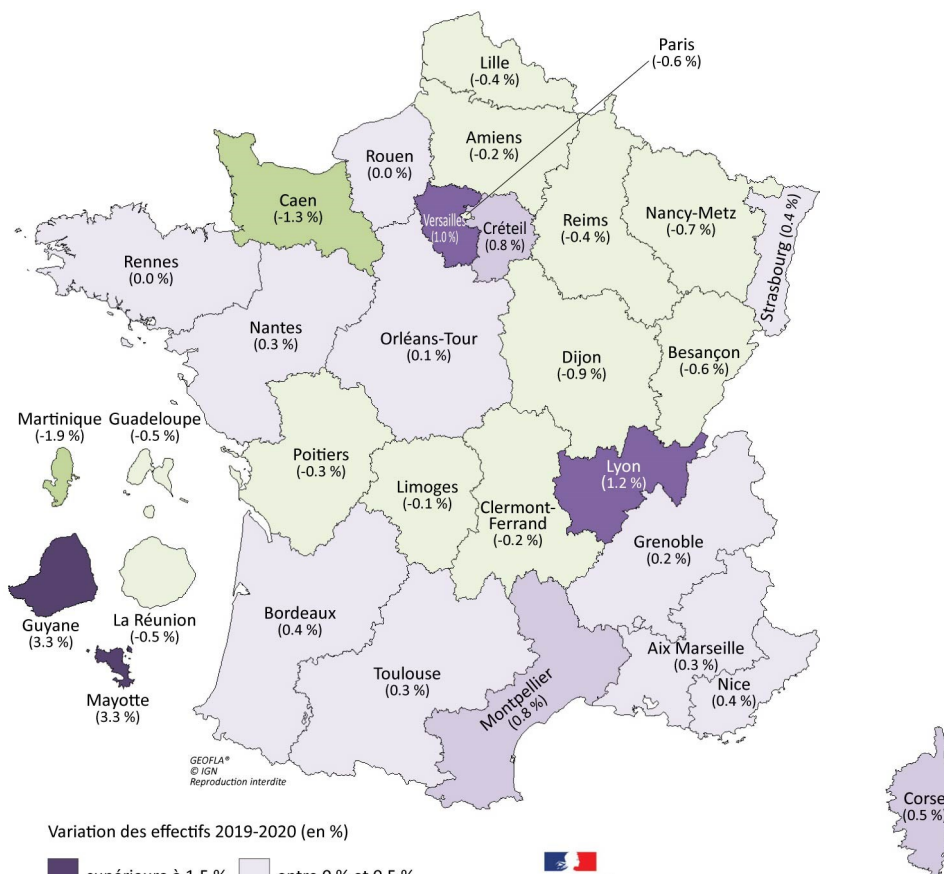 Paris
(-0.6 %)
Lille
(-0.4 %)
Amiens
(-0.2 %)
Rouen
(0.0 %)
Caen
(-1.3 %)
Versailles
(1.0 %)
Créteil
(0.8 %)
Reims
(-0.4 %)
Nancy-Metz
(-0.7 %)
Strasbourg (0.4 %)
Rennes
(0.0 %)
Nantes
(0.3 %)
Orléans-Tour
(0.1 %)
Dijon
(-0.9 %)
Besançon
(-0.6 %)
Martinique
(-1.9 %)
Guadeloupe
(-0.5 %)
Poitiers
(-0.3 %)
Limoges
(-0.1 %)
Clermont-
Ferrand
(-0.2 %)
Lyon
(1.2 %)
Grenoble
(0.2 %)
Guyane
(3.3 %)
La Réunion
(-0.5 %)
Mayotte
(3.3 %)
Bordeaux
(0.4 %)
Toulouse
(0.3 %)
Montpellier
(0.8 %)
Aix Marseille
(0.3 %)
Nice
(0.4 %)
Corse
(0.5 %)
GEOFLA®
© IGN
Reproduction interdite
Variation des effectifs 2019-2020 (en %)
supérieure à 1,5 %
entre 0 % et 0,5 %